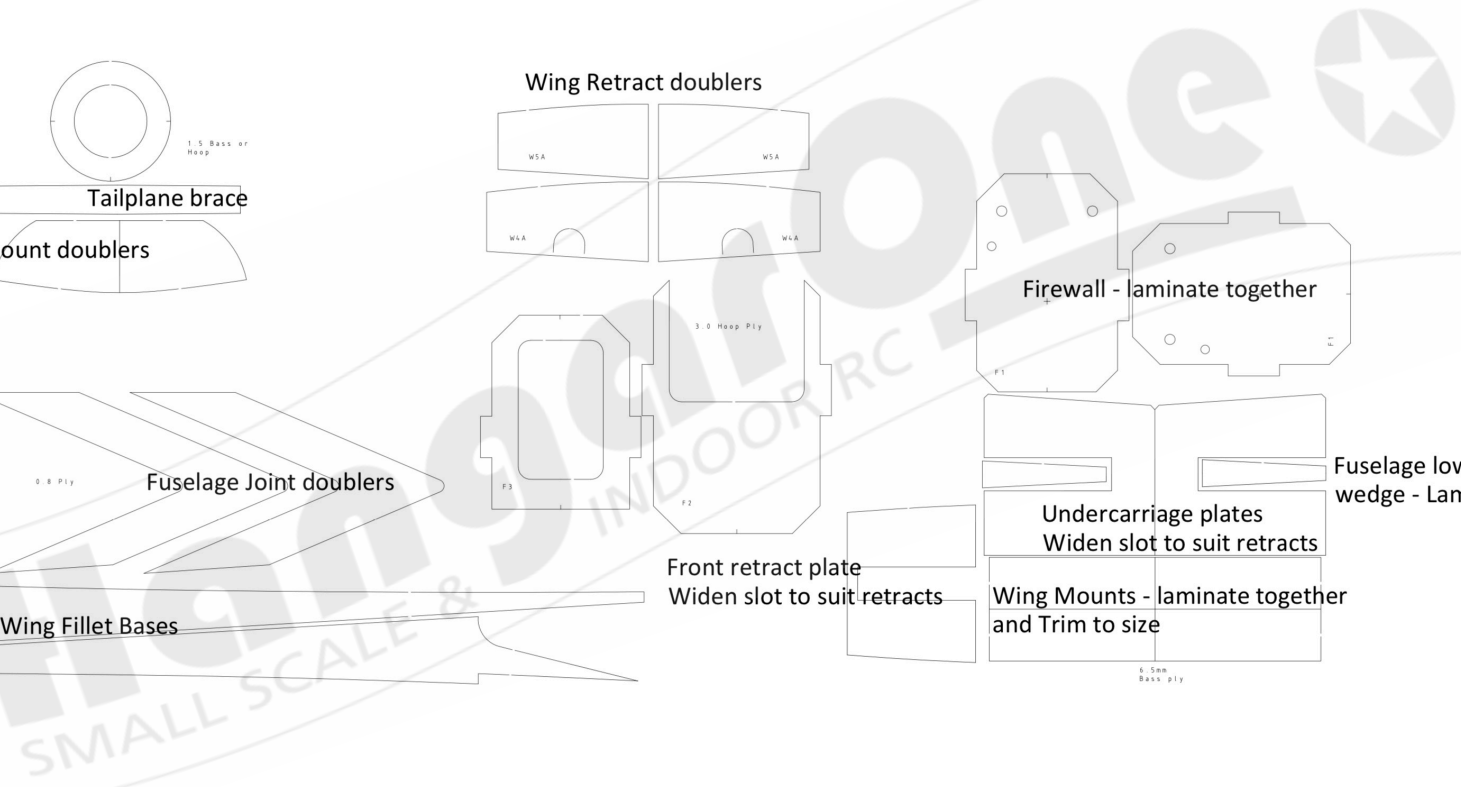 Wing Retract doublers
1.5 Bass or
Hoop
W5A
W5A
Tailplane brace
W4A
W4A
ount doublers
Firewall - laminate together
3.0 Hoop Ply
F1
F1
0.8 Ply
Fuselage Joint doublers
F3
F2
Fuselage low
wedge - Lam
Undercarriage plates
Widen slot to suit retracts
Front retract plate
Widen slot to suit retracts
Wing Mounts - laminate together
and Trim to size
Wing Fillet Bases
6.5mm
Bass ply
HangarOne
SMALL SCALE & INDOOR RC